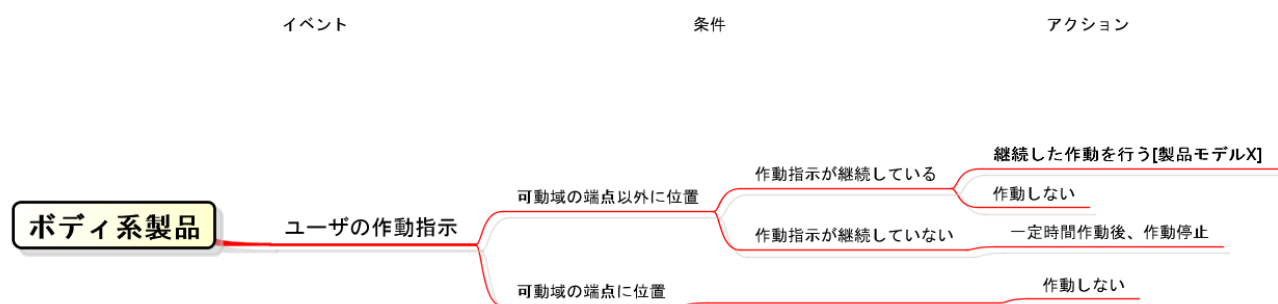 イベント 条件 アクション
継続した作動を行う[製品モデルX]
作動指示が継続している
作動しない
可動域の端点以外に位置
ボディ系製品
ユーザの作動指示
作動指示が継続していない
一定時間作動後、作動停止
可動域の端点に位置
作動しない